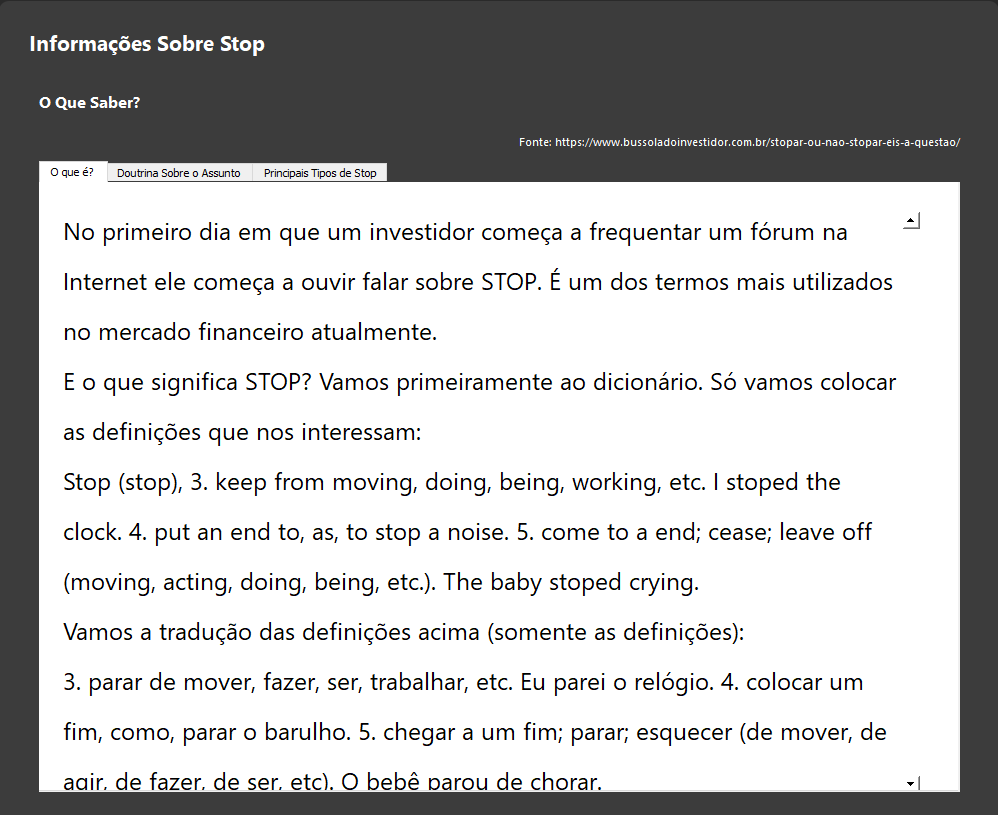 Informações Sobre Stop
O Que Saber?
Fonte: https://www.bussoladoinvestidor.com.br/stopar-ou-nao-stopar-eis-a-questao/
O que é? Doutrina Sobre o Assunto Principais Tipos de Stop
No primeiro dia em que um investidor começa a frequentar um fórum na
Internet ele começa a ouvir falar sobre STOP. É um dos termos mais utilizados
no mercado financeiro atualmente.
E o que significa STOP? Vamos primeiramente ao dicionário. Só vamos colocar
as definições que nos interessam:
Stop (stop), 3. keep from moving, doing, being, working, etc. I stoped the
clock. 4. put an end to, as, to stop a noise. 5. come to a end; cease; leave off
(moving, acting, doing, being, etc.). The baby stoped crying.
Vamos a tradução das definições acima (somente as definições):
3. parar de mover, fazer, ser, trabalhar, etc. Eu parei o relógio. 4. colocar um
fim, como, parar o barulho. 5. chegar a um fim; parar; esquecer (de mover, de
agir, de fazer, de ser, etc). O bebê parou de chorar.